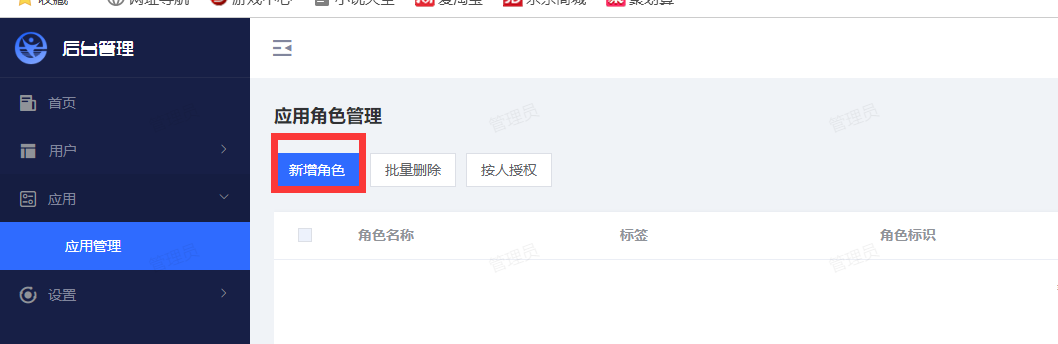 收藏 网址导航 游戏中心 小说大全 爱淘宝 京东商城 聚划算
后台管理
首页
用户
应用
应用管理
设置
应用角色管理
新增角色 批量删除 按人授权
角色名称 标签 角色标识
管理员 管理员
管理员 管理员 管理员